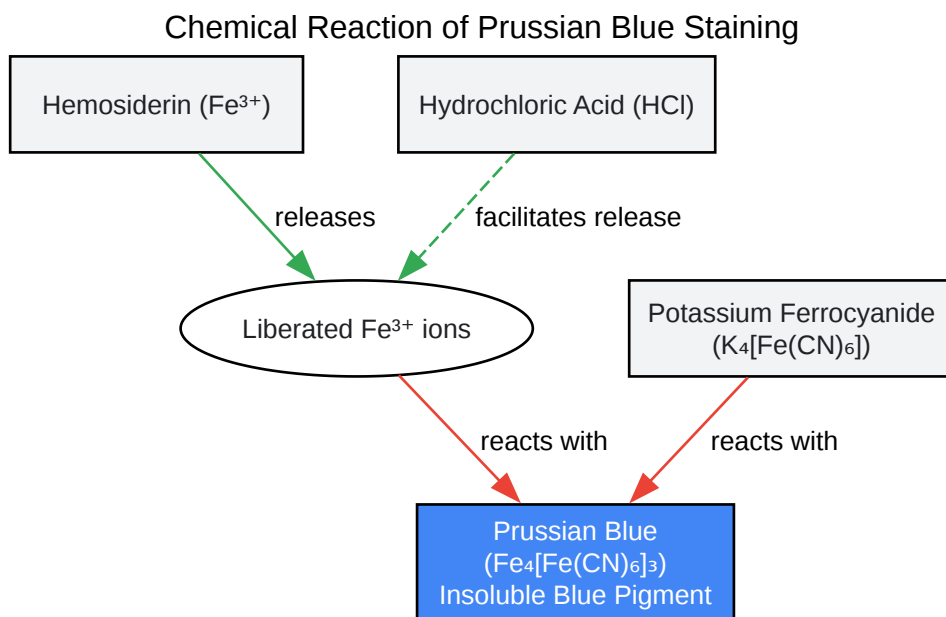 Chemical Reaction of Prussian Blue Staining
Hemosiderin (Fe³⁺)
Hydrochloric Acid (HCl)
releases
facilitates release
Liberated Fe³⁺ ions
Potassium Ferrocyanide
(K₄[Fe(CN)₆])
reacts with
reacts with
Prussian Blue
(Fe₄[Fe(CN)₆]₃)
Insoluble Blue Pigment